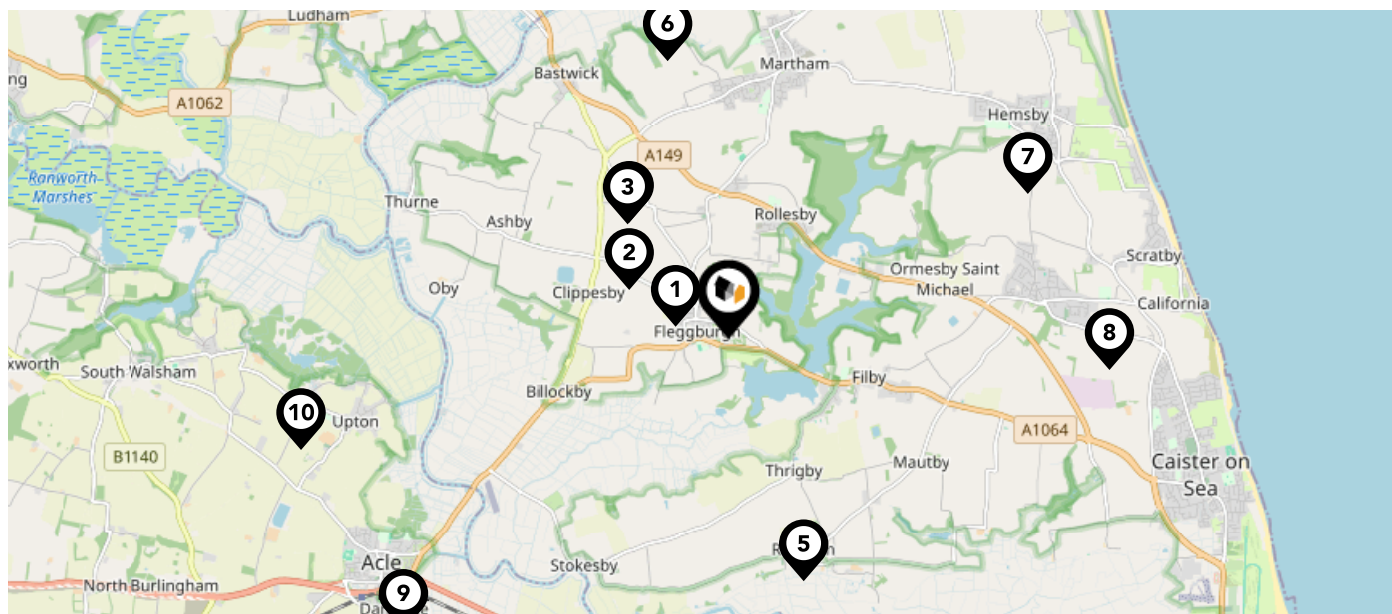 Ludham
6
Bastwick
Martham
ng
A1062
Hemsby
A149
7
Ranworth
Marshes
3
Thurne
Ashby
Rollesby
2
Scratby
Ormesby Saint
Michael
Oby
Clippesby
1
California
Fleggburgh
8
xworth
South Walsham
Filby
Billockby
10
Upton
A1064
B1140
Thrigby
Mautby
Caister on
Sea
5
Acle
Stokesby
North Burlingham
9